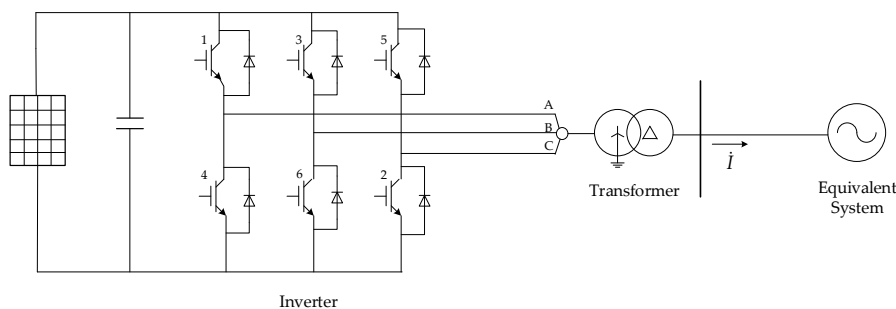 1
3
5
A
B
C
4
6
2
İ
Transformer
Equivalent
System
Inverter